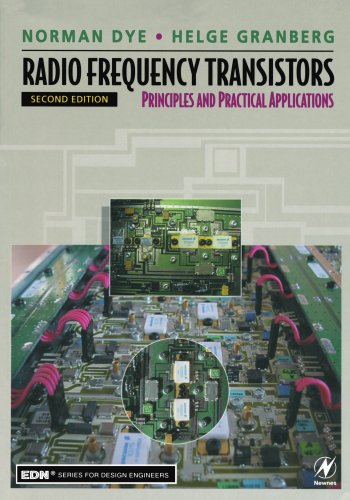 NORMAN DYE • HELGE GRANBERG
RADIO FREQUENCY TRANSISTORS
SECOND EDITION
PRINCIPLES AND PRACTICAL APPLICATIONS
EDN® SERIES FOR DESIGN ENGINEERS
Newnes